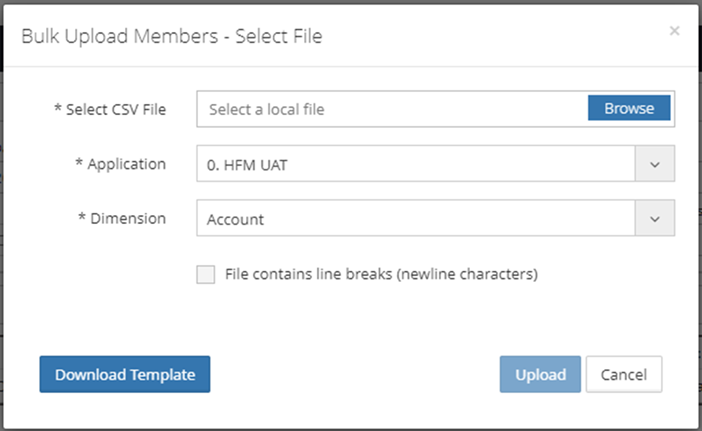 Bulk Upload Members - Select File
×
* Select CSV File Select a local file Browse
* Application 0. HFM UAT
* Dimension Account
File contains line breaks (newline characters)
Download Template Upload Cancel